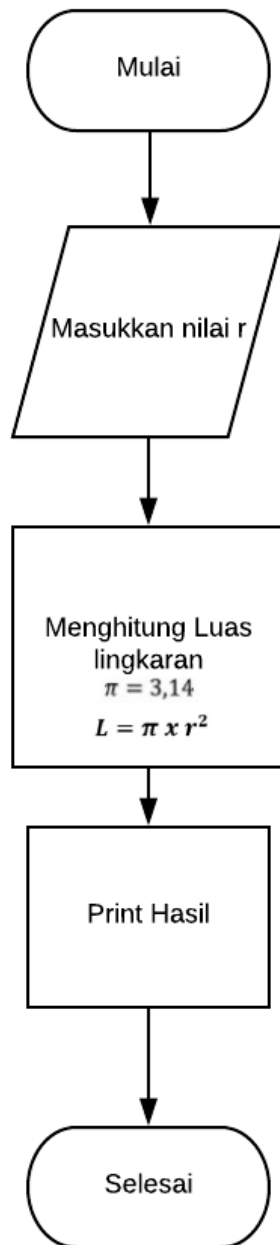 Mulai
Masukkan nilai r
Menghitung Luas
lingkaran
π = 3,14
L = π x r²
Print Hasil
Selesai